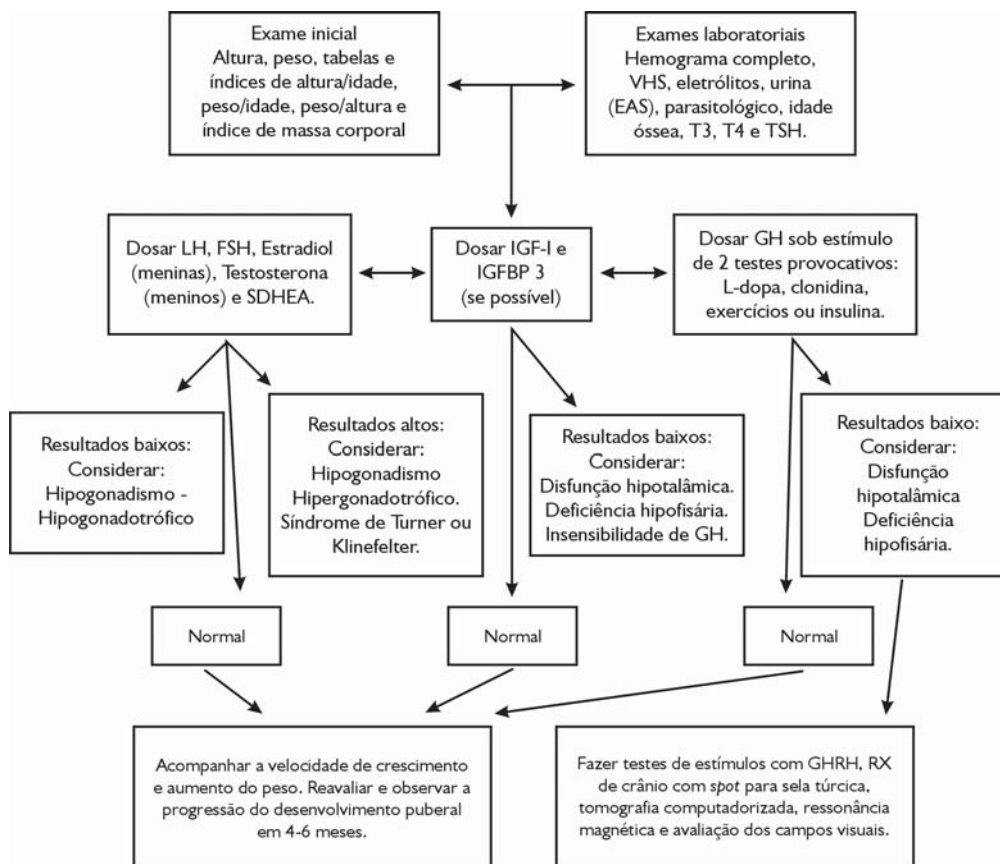 Exame inicial
Altura, peso, tabelas e
índices de altura/idade,
peso/idade, peso/altura e
índice de massa corporal
Exames laboratoriais
Hemograma completo,
VHS, eletrólitos, urina
(EAS), parasitológico, idade
óssea, T3, T4 e TSH.
Dosar LH, FSH, Estradiol
(meninas), Testosterona
(meninos) e SDHEA.
Dosar IGF-I e
IGFBP 3
(se possível)
Dosar GH sob estímulo
de 2 testes provocativos:
L-dopa, clonidina,
exercícios ou insulina.
Resultados baixos:
Considerar:
Hipogonadismo -
Hipogonadotrófico
Resultados altos:
Considerar:
Hipogonadismo
Hipergonadotrófico.
Síndrome de Turner ou
Klinefelter.
Resultados baixos:
Considerar:
Disfunção hipotalâmica.
Deficiência hipofisária.
Insensibilidade de GH.
Resultados baixo:
Considerar:
Disfunção
hipotalâmica
Deficiência
hipofisária.
Normal
Normal
Normal
Acompanhar a velocidade de crescimento
e aumento do peso. Reavaliar e observar a
progressão do desenvolvimento puberal
em 4-6 meses.
Fazer testes de estímulos com GHRH, RX
de crânio com spot para sela túrcica,
tomografia computadorizada, ressonância
magnética e avaliação dos campos visuais.